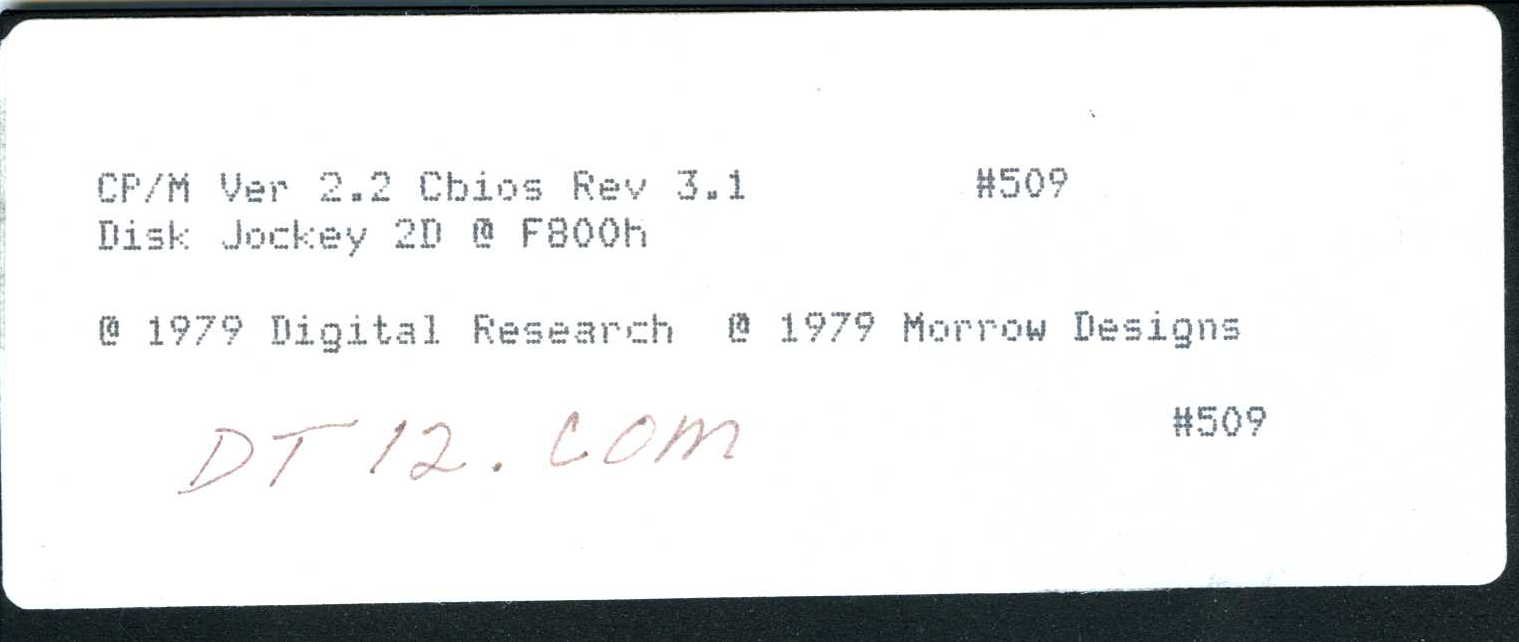 CP/M Ver 2.2 Cbios Rev 3.1 #509
Disk Jockey 2D @ F800h
@ 1979 Digital Research @ 1979 Morrow Designs
#509
DT12.COM